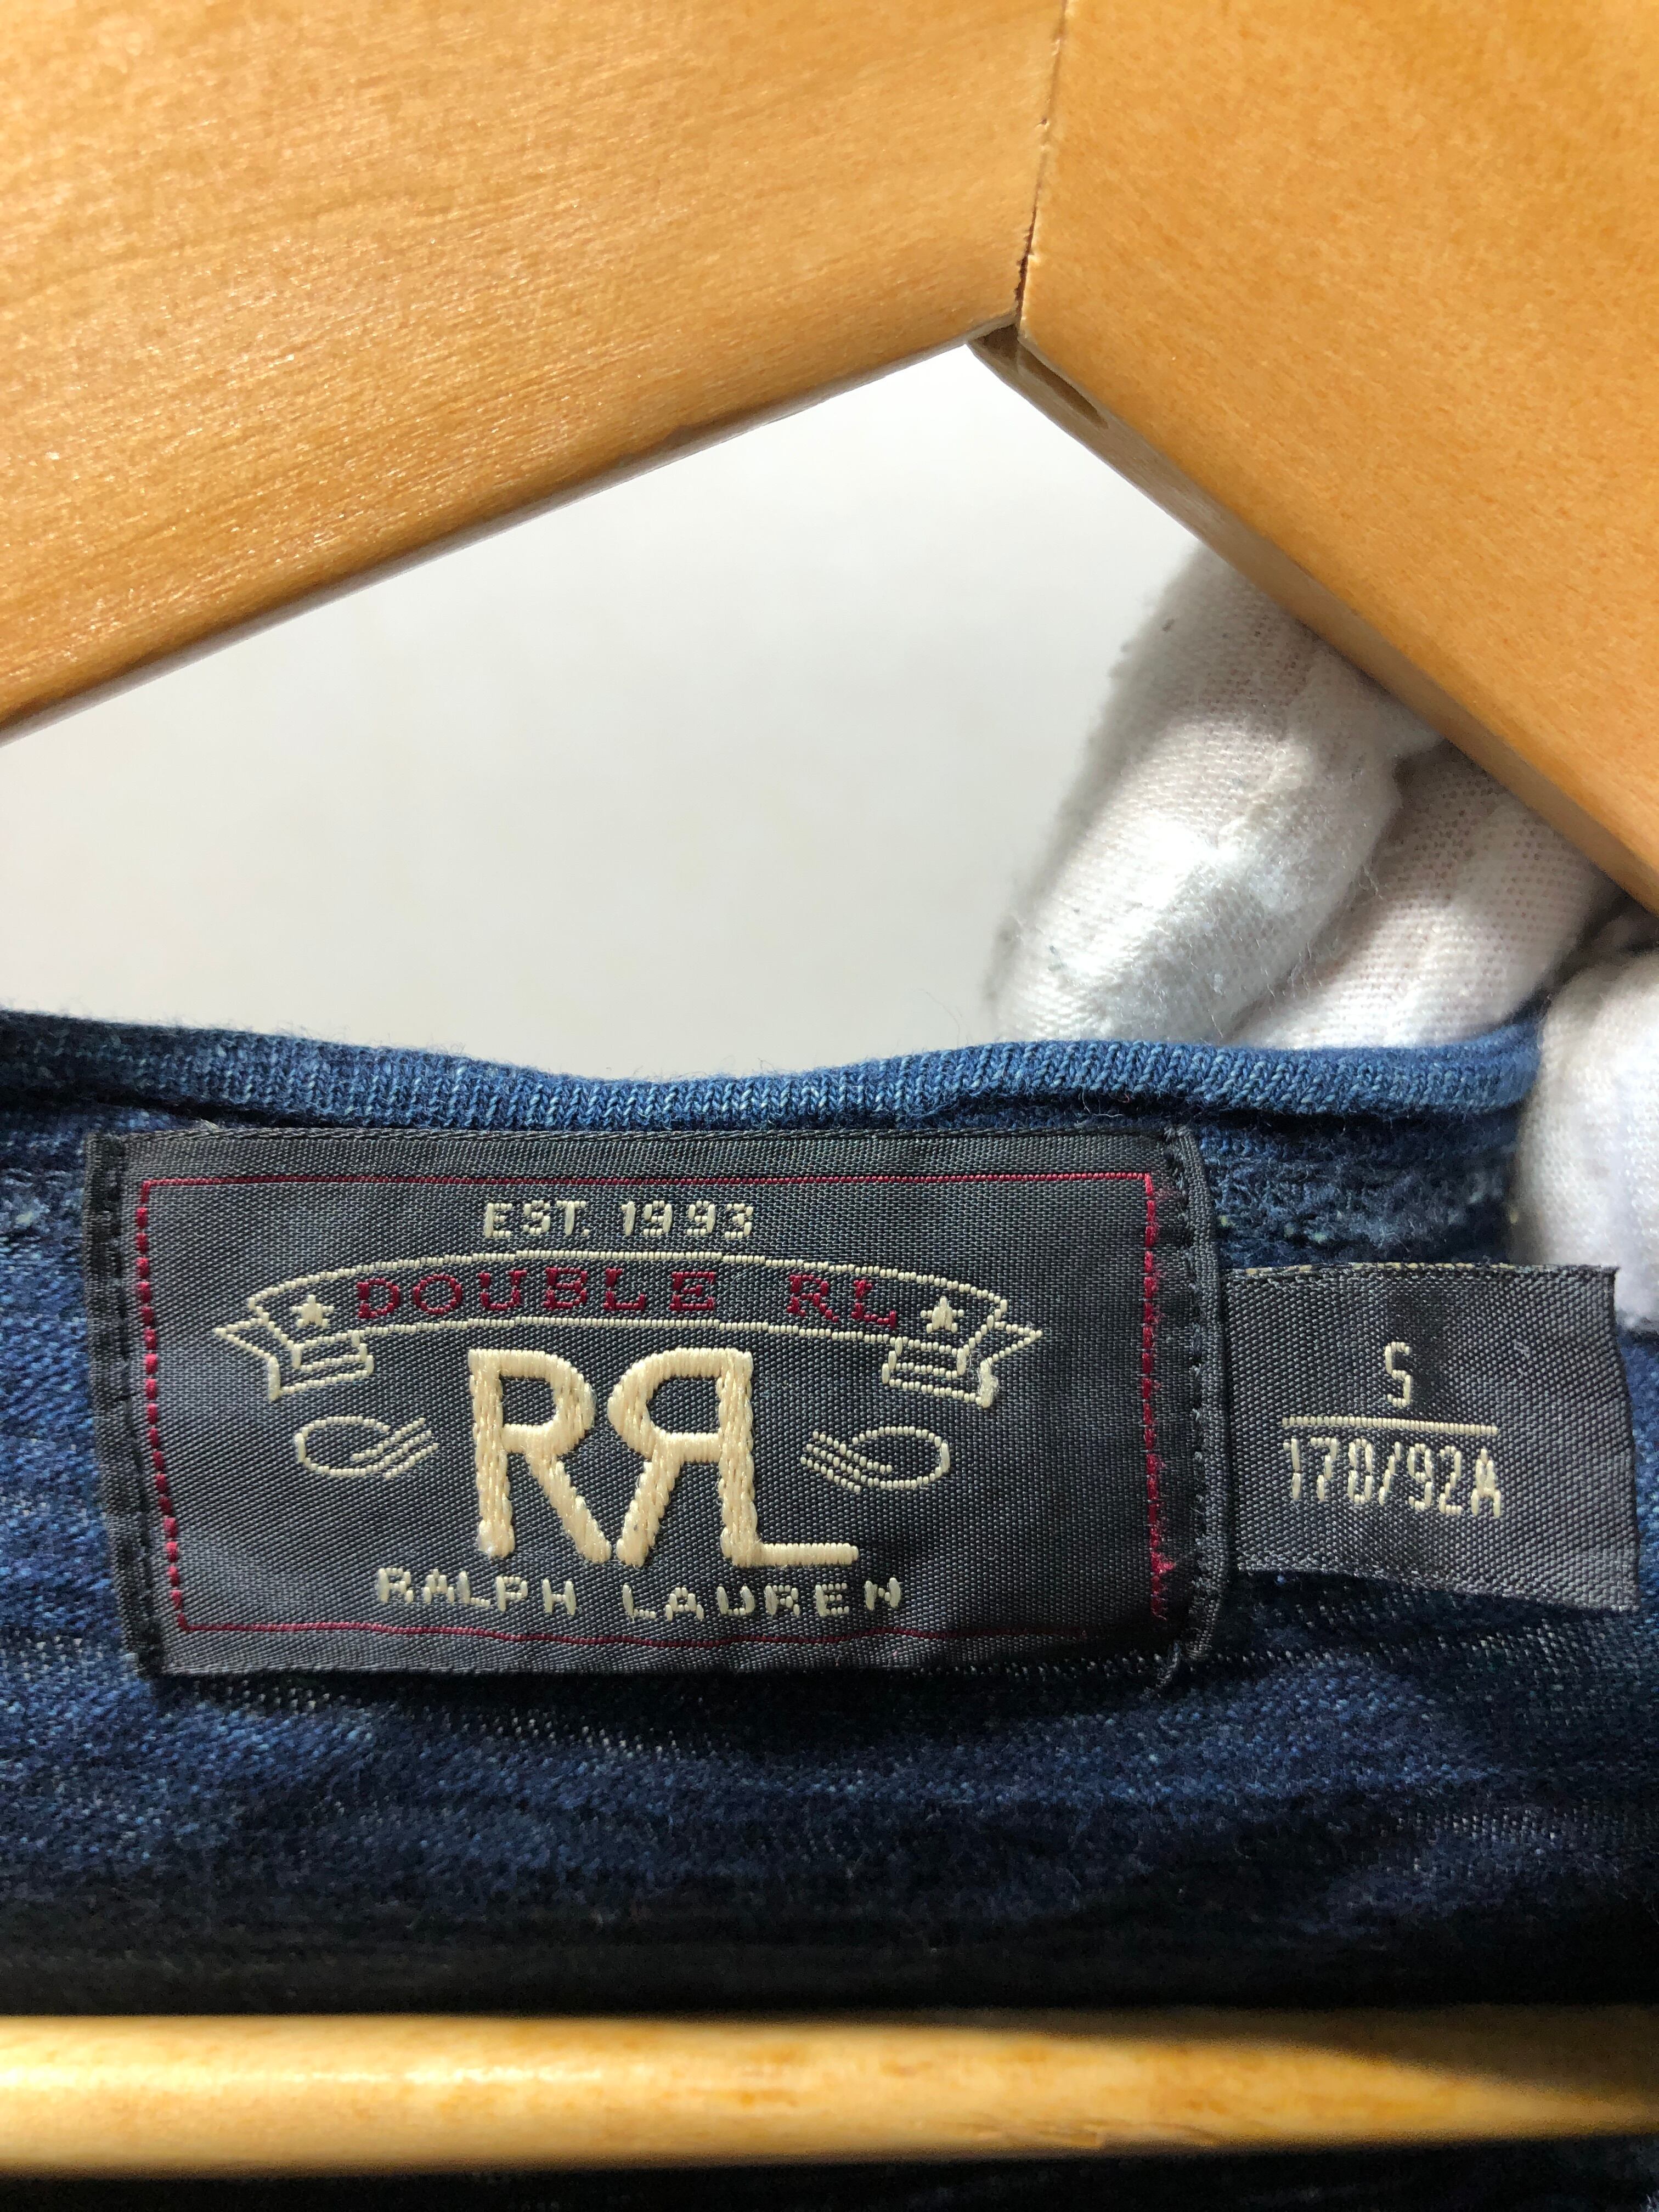 EST. 1993
DOUBLE RL
RRL
RALPH LAUREN
S
170/92A